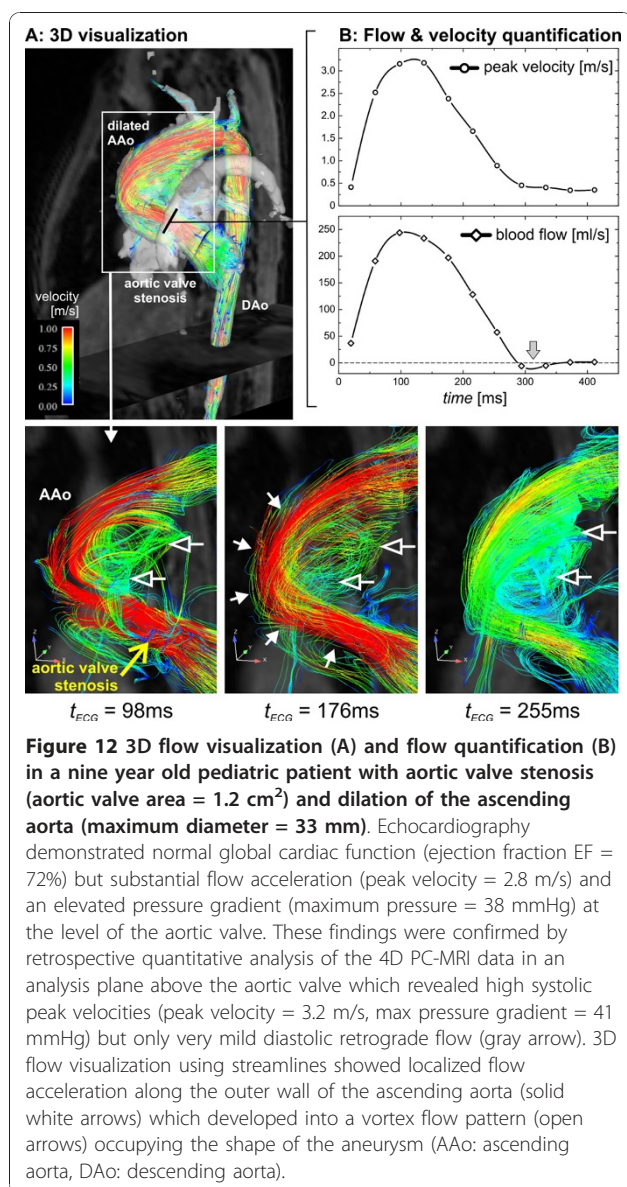 A: 3D visualization
B: Flow & velocity quantification
dilated
AAo
aortic valve
stenosis
DAo
velocity
[m/s]
1.00
0.75
0.50
0.25
0.00
peak velocity [m/s]
3.0
2.5
2.0
1.5
1.0
0.5
0.0
blood flow [ml/s]
250
200
150
100
50
0
0 100 200 300 400
time [ms]
AAo
aortic valve
stenosis
z y x
z y x
z y x
tECG = 98ms
tECG = 176ms
tECG = 255ms
Figure 12 3D flow visualization (A) and flow quantification (B)
in a nine year old pediatric patient with aortic valve stenosis
(aortic valve area = 1.2 cm²) and dilation of the ascending
aorta (maximum diameter = 33 mm). Echocardiography
demonstrated normal global cardiac function (ejection fraction EF =
72%) but substantial flow acceleration (peak velocity = 2.8 m/s) and
an elevated pressure gradient (maximum pressure = 38 mmHg) at
the level of the aortic valve. These findings were confirmed by
retrospective quantitative analysis of the 4D PC-MRI data in an
analysis plane above the aortic valve which revealed high systolic
peak velocities (peak velocity = 3.2 m/s, max pressure gradient = 41
mmHg) but only very mild diastolic retrograde flow (gray arrow). 3D
flow visualization using streamlines showed localized flow
acceleration along the outer wall of the ascending aorta (solid
white arrows) which developed into a vortex flow pattern (open
arrows) occupying the shape of the aneurysm (AAo: ascending
aorta, DAo: descending aorta).